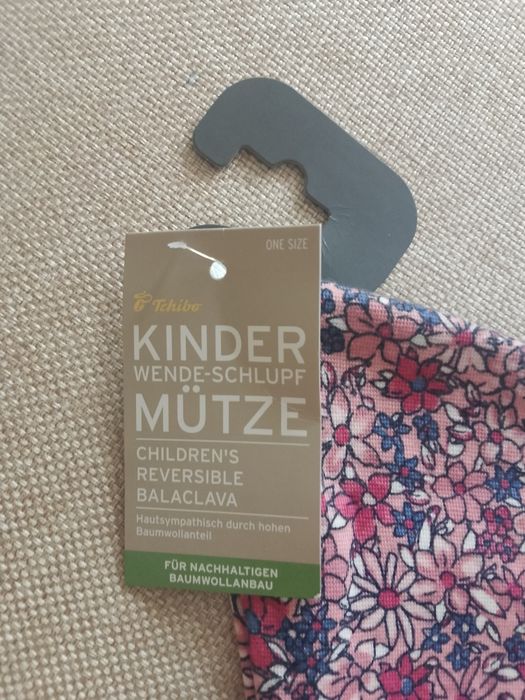 ONE SIZE
Tchibo
KINDER
WENDE-SCHLUPF
MÜTZE
CHILDREN'S
REVERSIBLE
BALACLAVA
Hautsympathisch durch hohen
Baumwollanteil
FÜR NACHHALTIGEN
BAUMWOLLANBAU